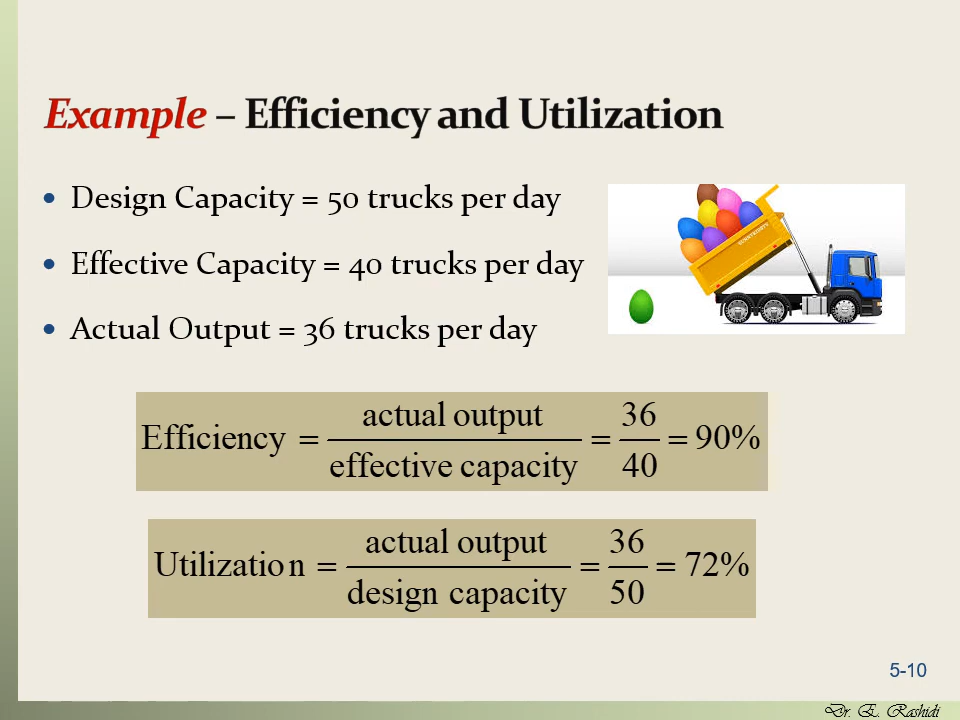 Example – Efficiency and Utilization
• Design Capacity = 50 trucks per day
• Effective Capacity = 40 trucks per day
• Actual Output = 36 trucks per day
Efficiency = actual output / effective capacity = 36 / 40 = 90%
Utilization = actual output / design capacity = 36 / 50 = 72%
5-10
Dr. E. Rashidi